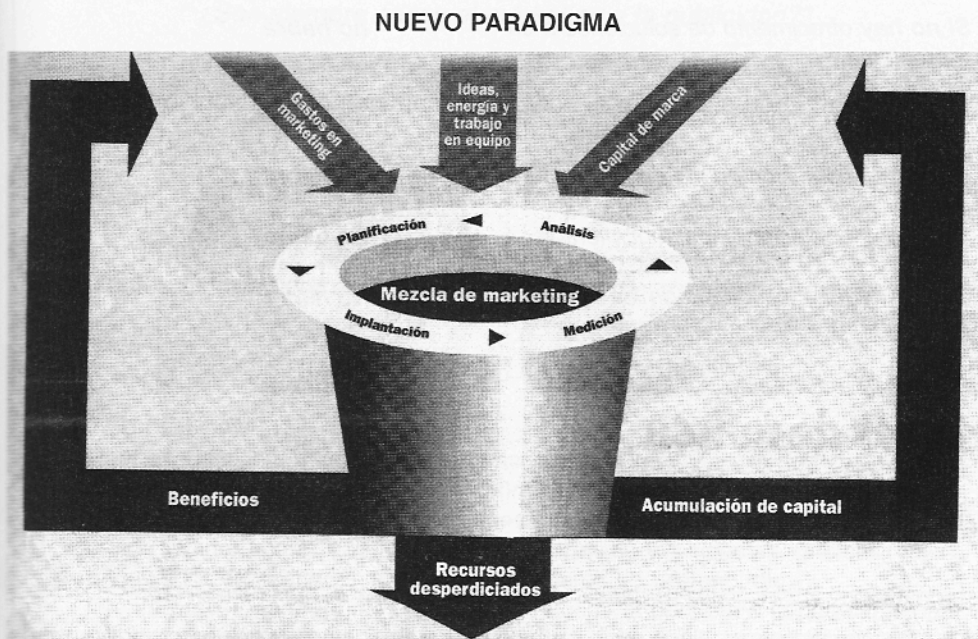 NUEVO PARADIGMA
Gastos en
marketing
Ideas,
energía y
trabajo
en equipo
Capital de marca
Planificación
Análisis
Mezcla de marketing
Implantación
Medición
Beneficios
Acumulación de capital
Recursos
desperdiciados